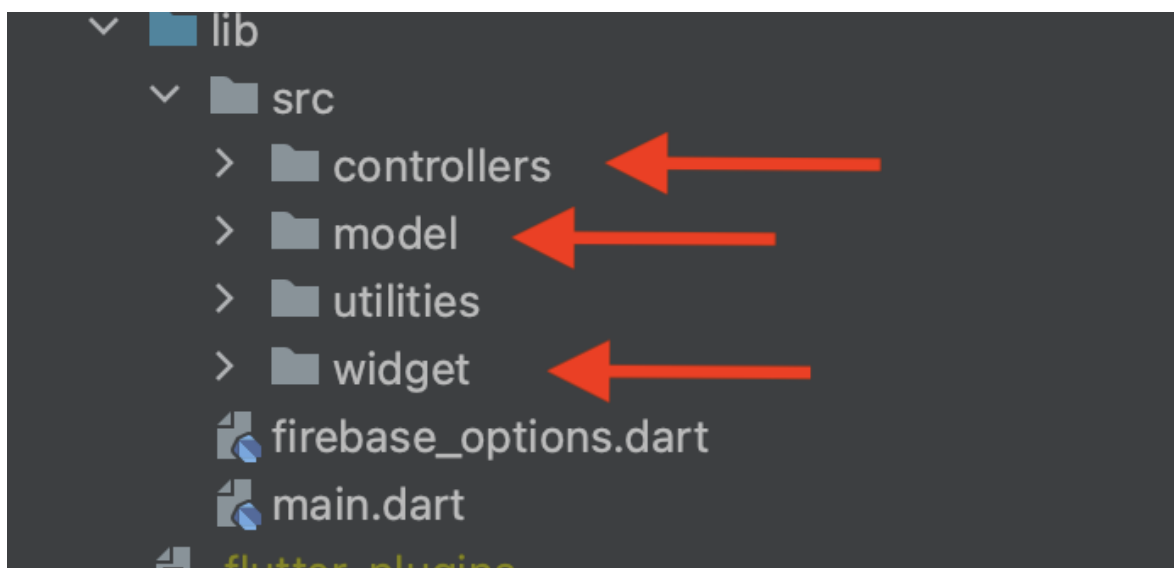 lib
src
controllers
model
utilities
widget
firebase_options.dart
main.dart